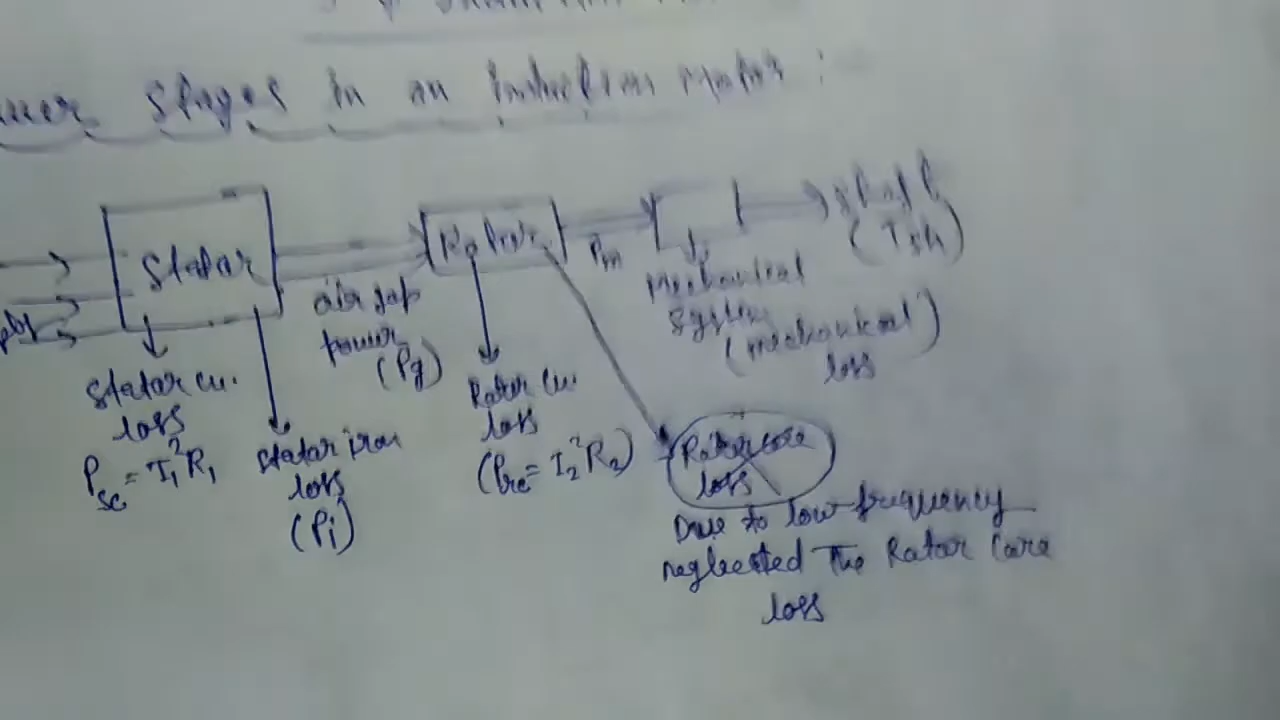 stages in an Induction Motor :
Stator
air gap
power
(Pg)
Rotor
Pm
Mechanical
system
(mechanical)
loss
shaft
(Tsh)
Stator cu.
loss
Psc = I₁²R₁
Stator iron
loss
(Pi)
Rotor cu.
loss
(Prc = I₂²R₂)
Rotor core
loss
Due to low frequency
neglected The Rotor Core
loss